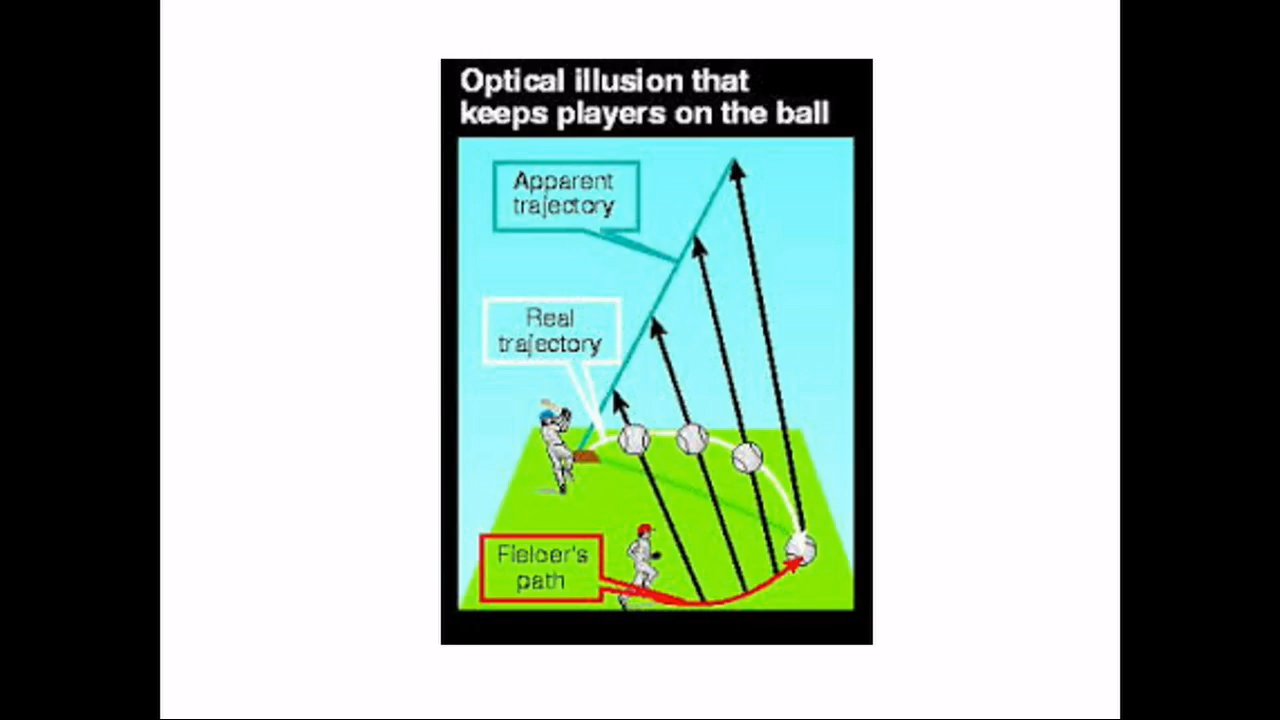 Optical illusion that
keeps players on the ball
Apparent
trajectory
Real
trajectory
Fielder's
path